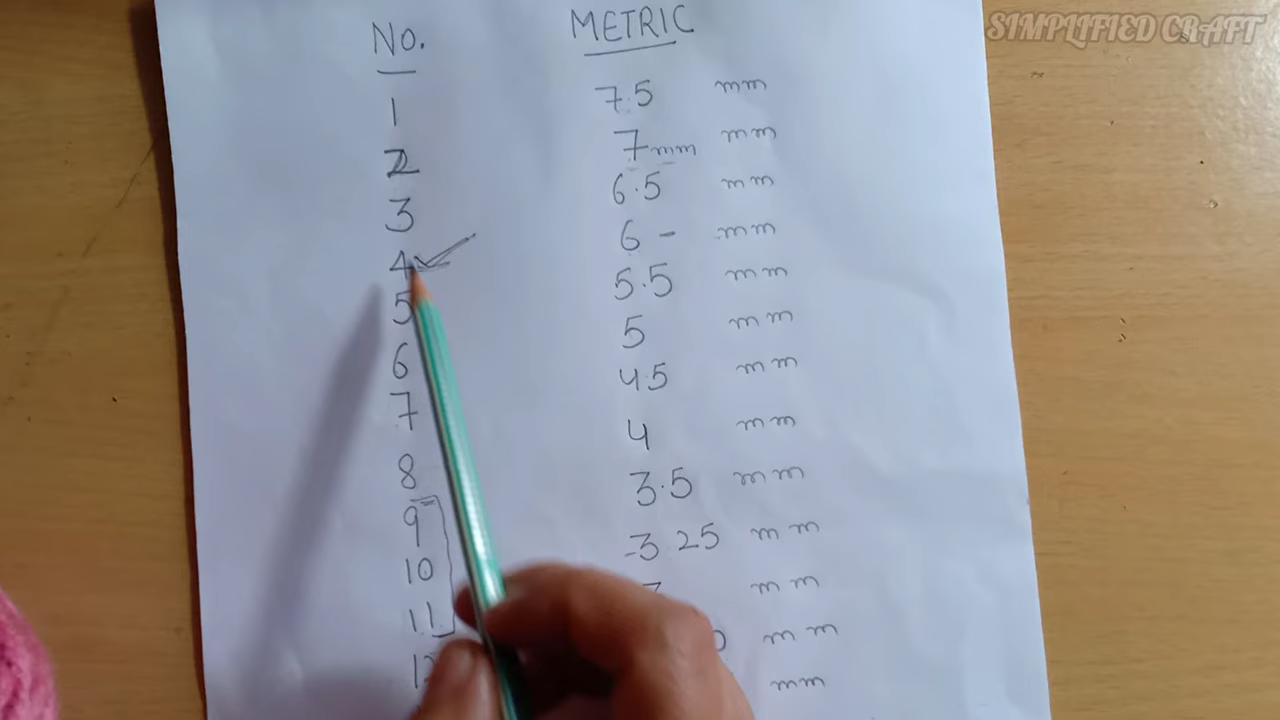 SIMPLIFIED CRAFT
No. METRIC
1 7.5 mm
2 7mm mm
3 6.5 mm
4 6 - mm
5 5.5 mm
6 5 mm
7 4.5 mm
8 4 mm
9 3.5 mm
10 3.25 mm
11 mm
mm
mm